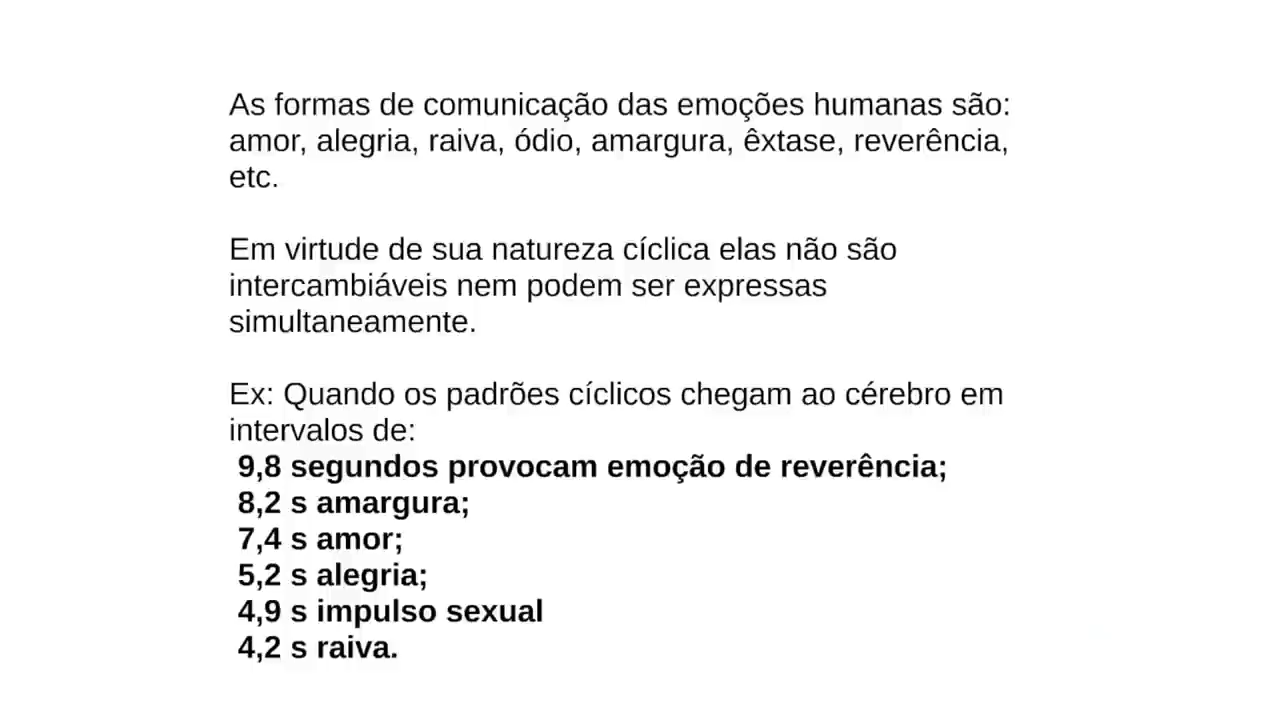 As formas de comunicação das emoções humanas são:
amor, alegria, raiva, ódio, amargura, êxtase, reverência,
etc.
Em virtude de sua natureza cíclica elas não são
intercambiáveis nem podem ser expressas
simultaneamente.
Ex: Quando os padrões cíclicos chegam ao cérebro em
intervalos de:
9,8 segundos provocam emoção de reverência;
8,2 s amargura;
7,4 s amor;
5,2 s alegria;
4,9 s impulso sexual
4,2 s raiva.